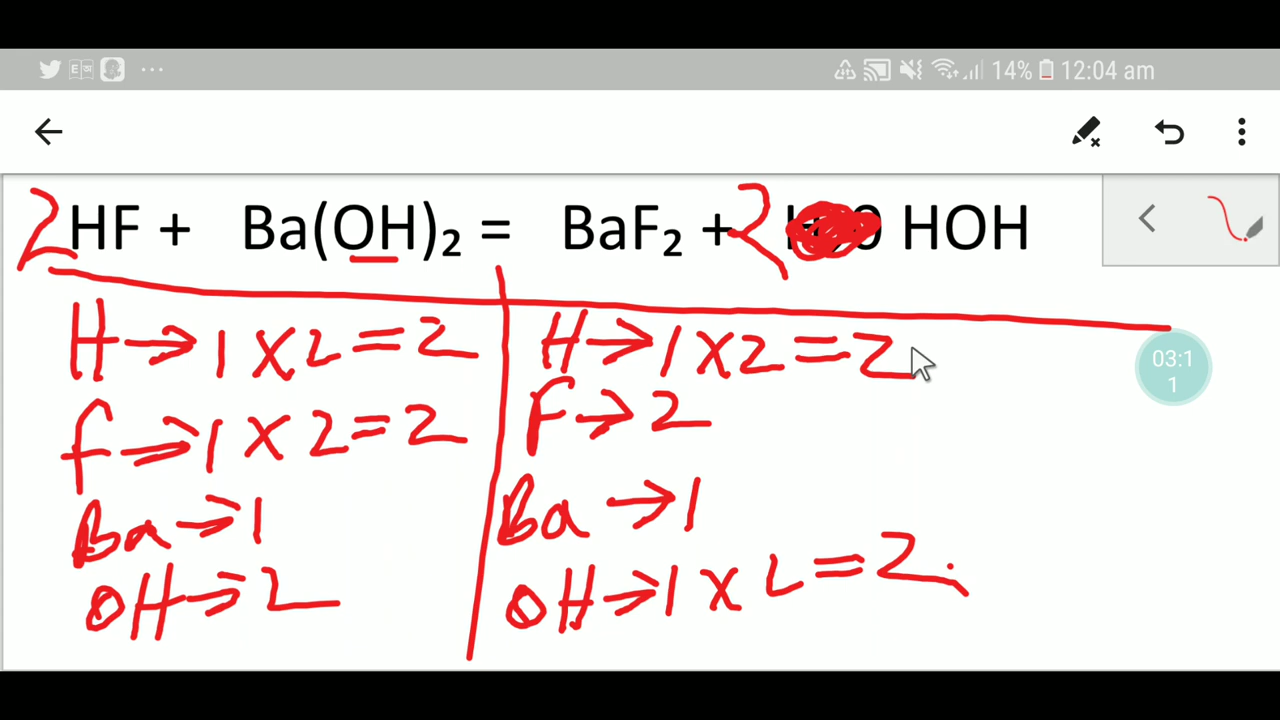 14% 12:04 am
2HF + Ba(OH)₂ = BaF₂ + 2 HOH
H→1×2=2
F→1×2=2
Ba→1
OH→2
H→1×2=2
F→2
Ba→1
OH→1×2=2
03:1
1